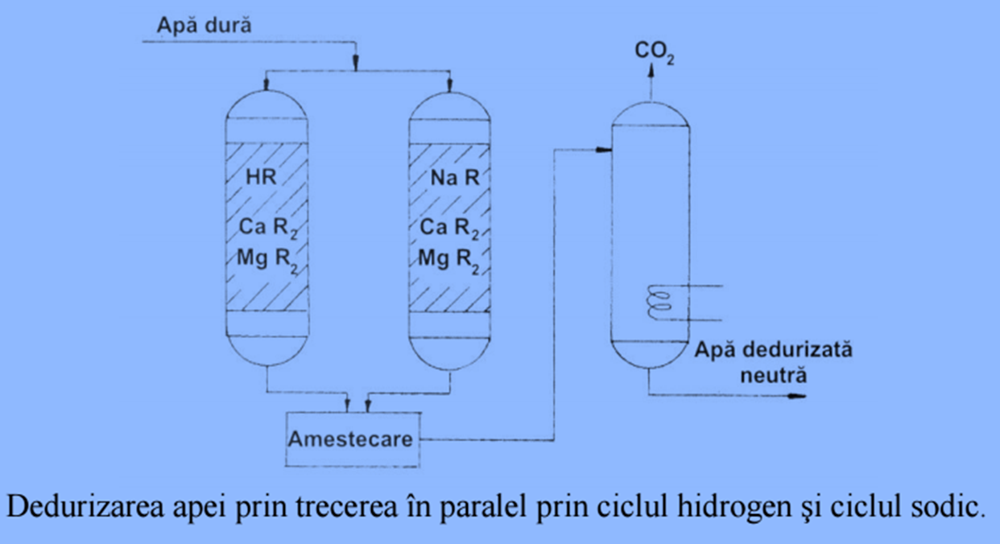 Apă dură
CO₂
HR
Ca R₂
Mg R₂
Na R
Ca R₂
Mg R₂
Apă dedurizată
neutră
Amestecare
Dedurizarea apei prin trecerea în paralel prin ciclul hidrogen şi ciclul sodic.